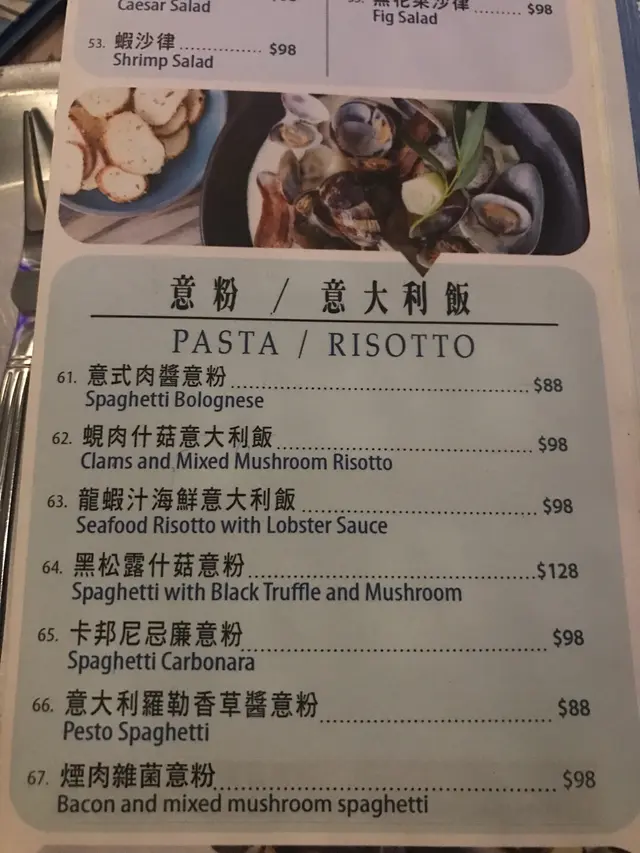 Caesar Salad
Fig Salad
$98
53. 蝦沙律 $98
Shrimp Salad
意粉 / 意大利飯
PASTA / RISOTTO
61. 意式肉醬意粉 $88
Spaghetti Bolognese
62. 蜆肉什菇意大利飯 $98
Clams and Mixed Mushroom Risotto
63. 龍蝦汁海鮮意大利飯 $98
Seafood Risotto with Lobster Sauce
64. 黑松露什菇意粉 $128
Spaghetti with Black Truffle and Mushroom
65. 卡邦尼忌廉意粉 $98
Spaghetti Carbonara
66. 意大利羅勒香草醬意粉 $88
Pesto Spaghetti
67. 煙肉雜菌意粉 $98
Bacon and mixed mushroom spaghetti